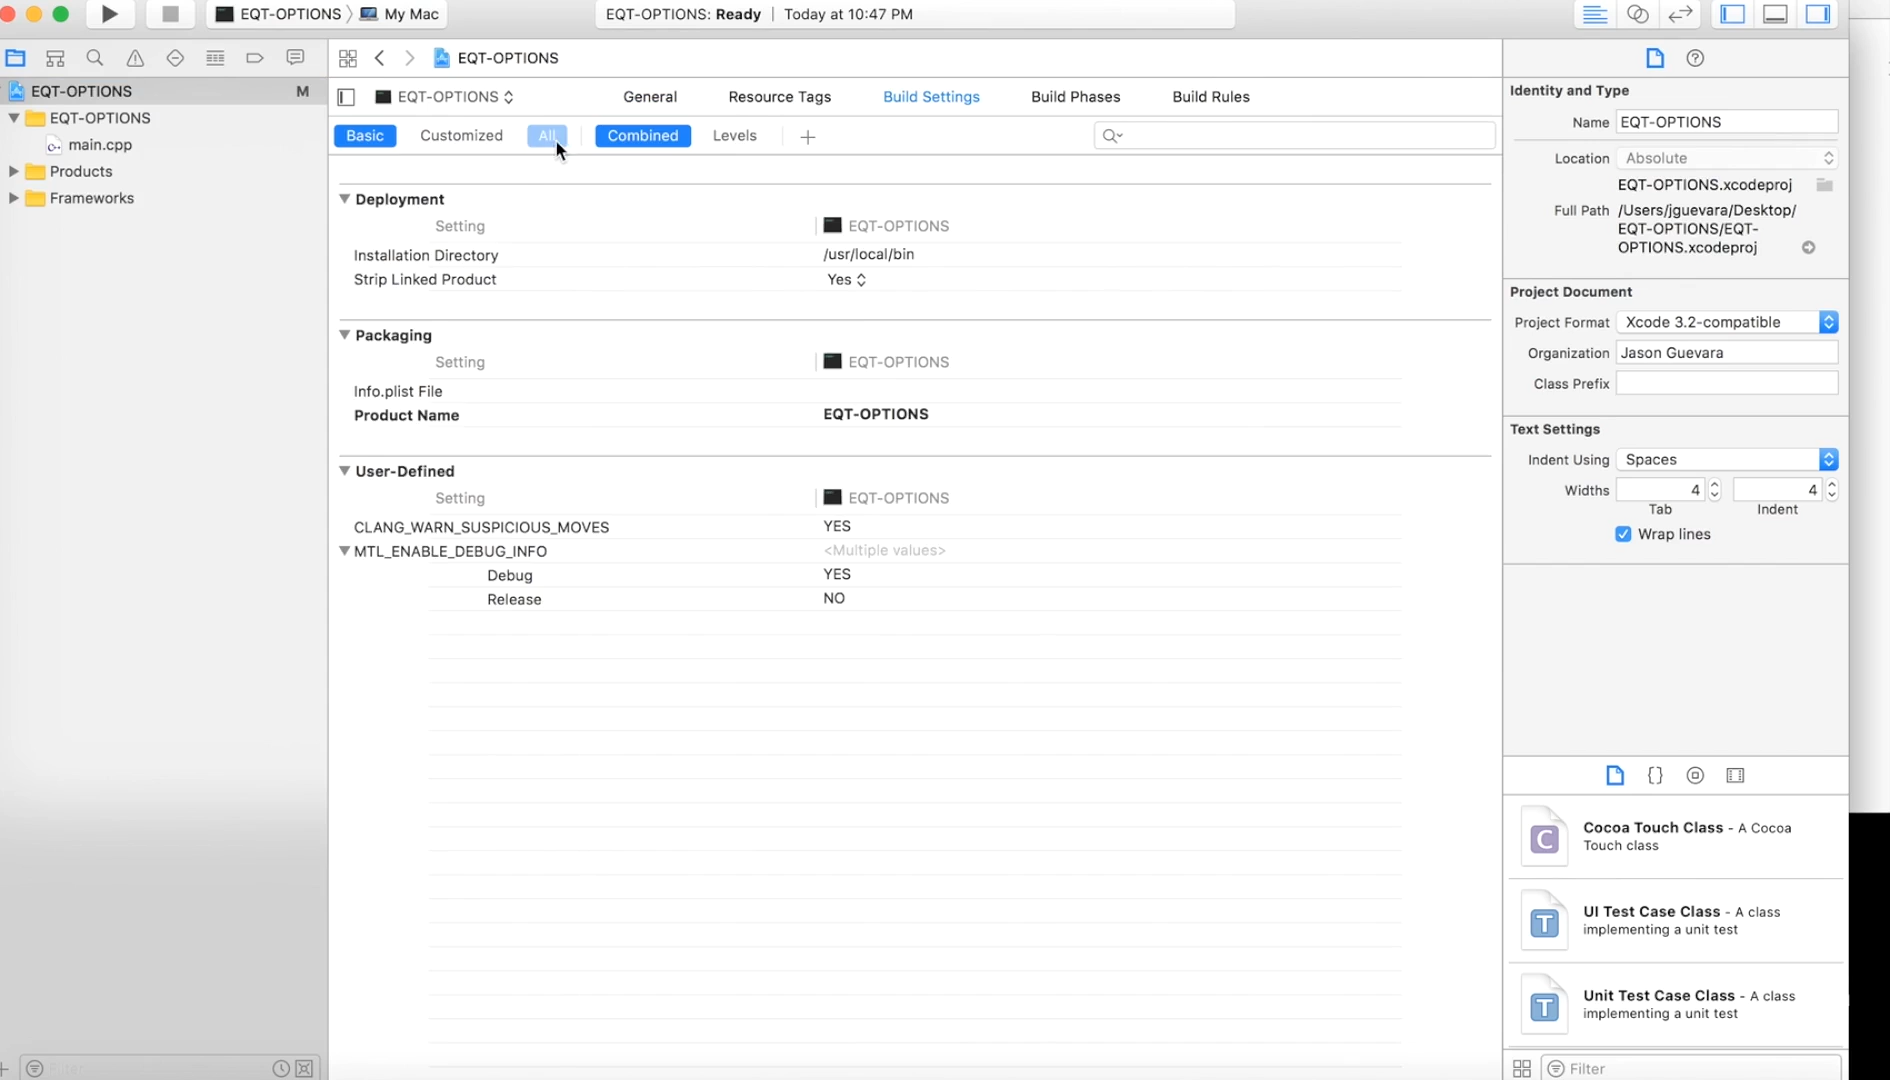 EQT-OPTIONS
My Mac
EQT-OPTIONS: Ready
Today at 10:47 PM
EQT-OPTIONS
M
EQT-OPTIONS
main.cpp
Products
Frameworks
Filter
EQT-OPTIONS
EQT-OPTIONS
General
Resource Tags
Build Settings
Build Phases
Build Rules
Basic
Customized
All
Combined
Levels
Deployment
Setting
EQT-OPTIONS
Installation Directory
/usr/local/bin
Strip Linked Product
Yes
Packaging
Setting
EQT-OPTIONS
Info.plist File
Product Name
EQT-OPTIONS
User-Defined
Setting
EQT-OPTIONS
CLANG_WARN_SUSPICIOUS_MOVES
YES
MTL_ENABLE_DEBUG_INFO
<Multiple values>
Debug
YES
Release
NO
Identity and Type
Name
EQT-OPTIONS
Location
Absolute
EQT-OPTIONS.xcodeproj
Full Path
/Users/jguevara/Desktop/
EQT-OPTIONS/EQT-
OPTIONS.xcodeproj
Project Document
Project Format
Xcode 3.2-compatible
Organization
Jason Guevara
Class Prefix
Text Settings
Indent Using
Spaces
Widths
4
4
Tab
Indent
Wrap lines
{}
C
Cocoa Touch Class - A Cocoa
Touch class
T
UI Test Case Class - A class
implementing a unit test
T
Unit Test Case Class - A class
implementing a unit test
Filter